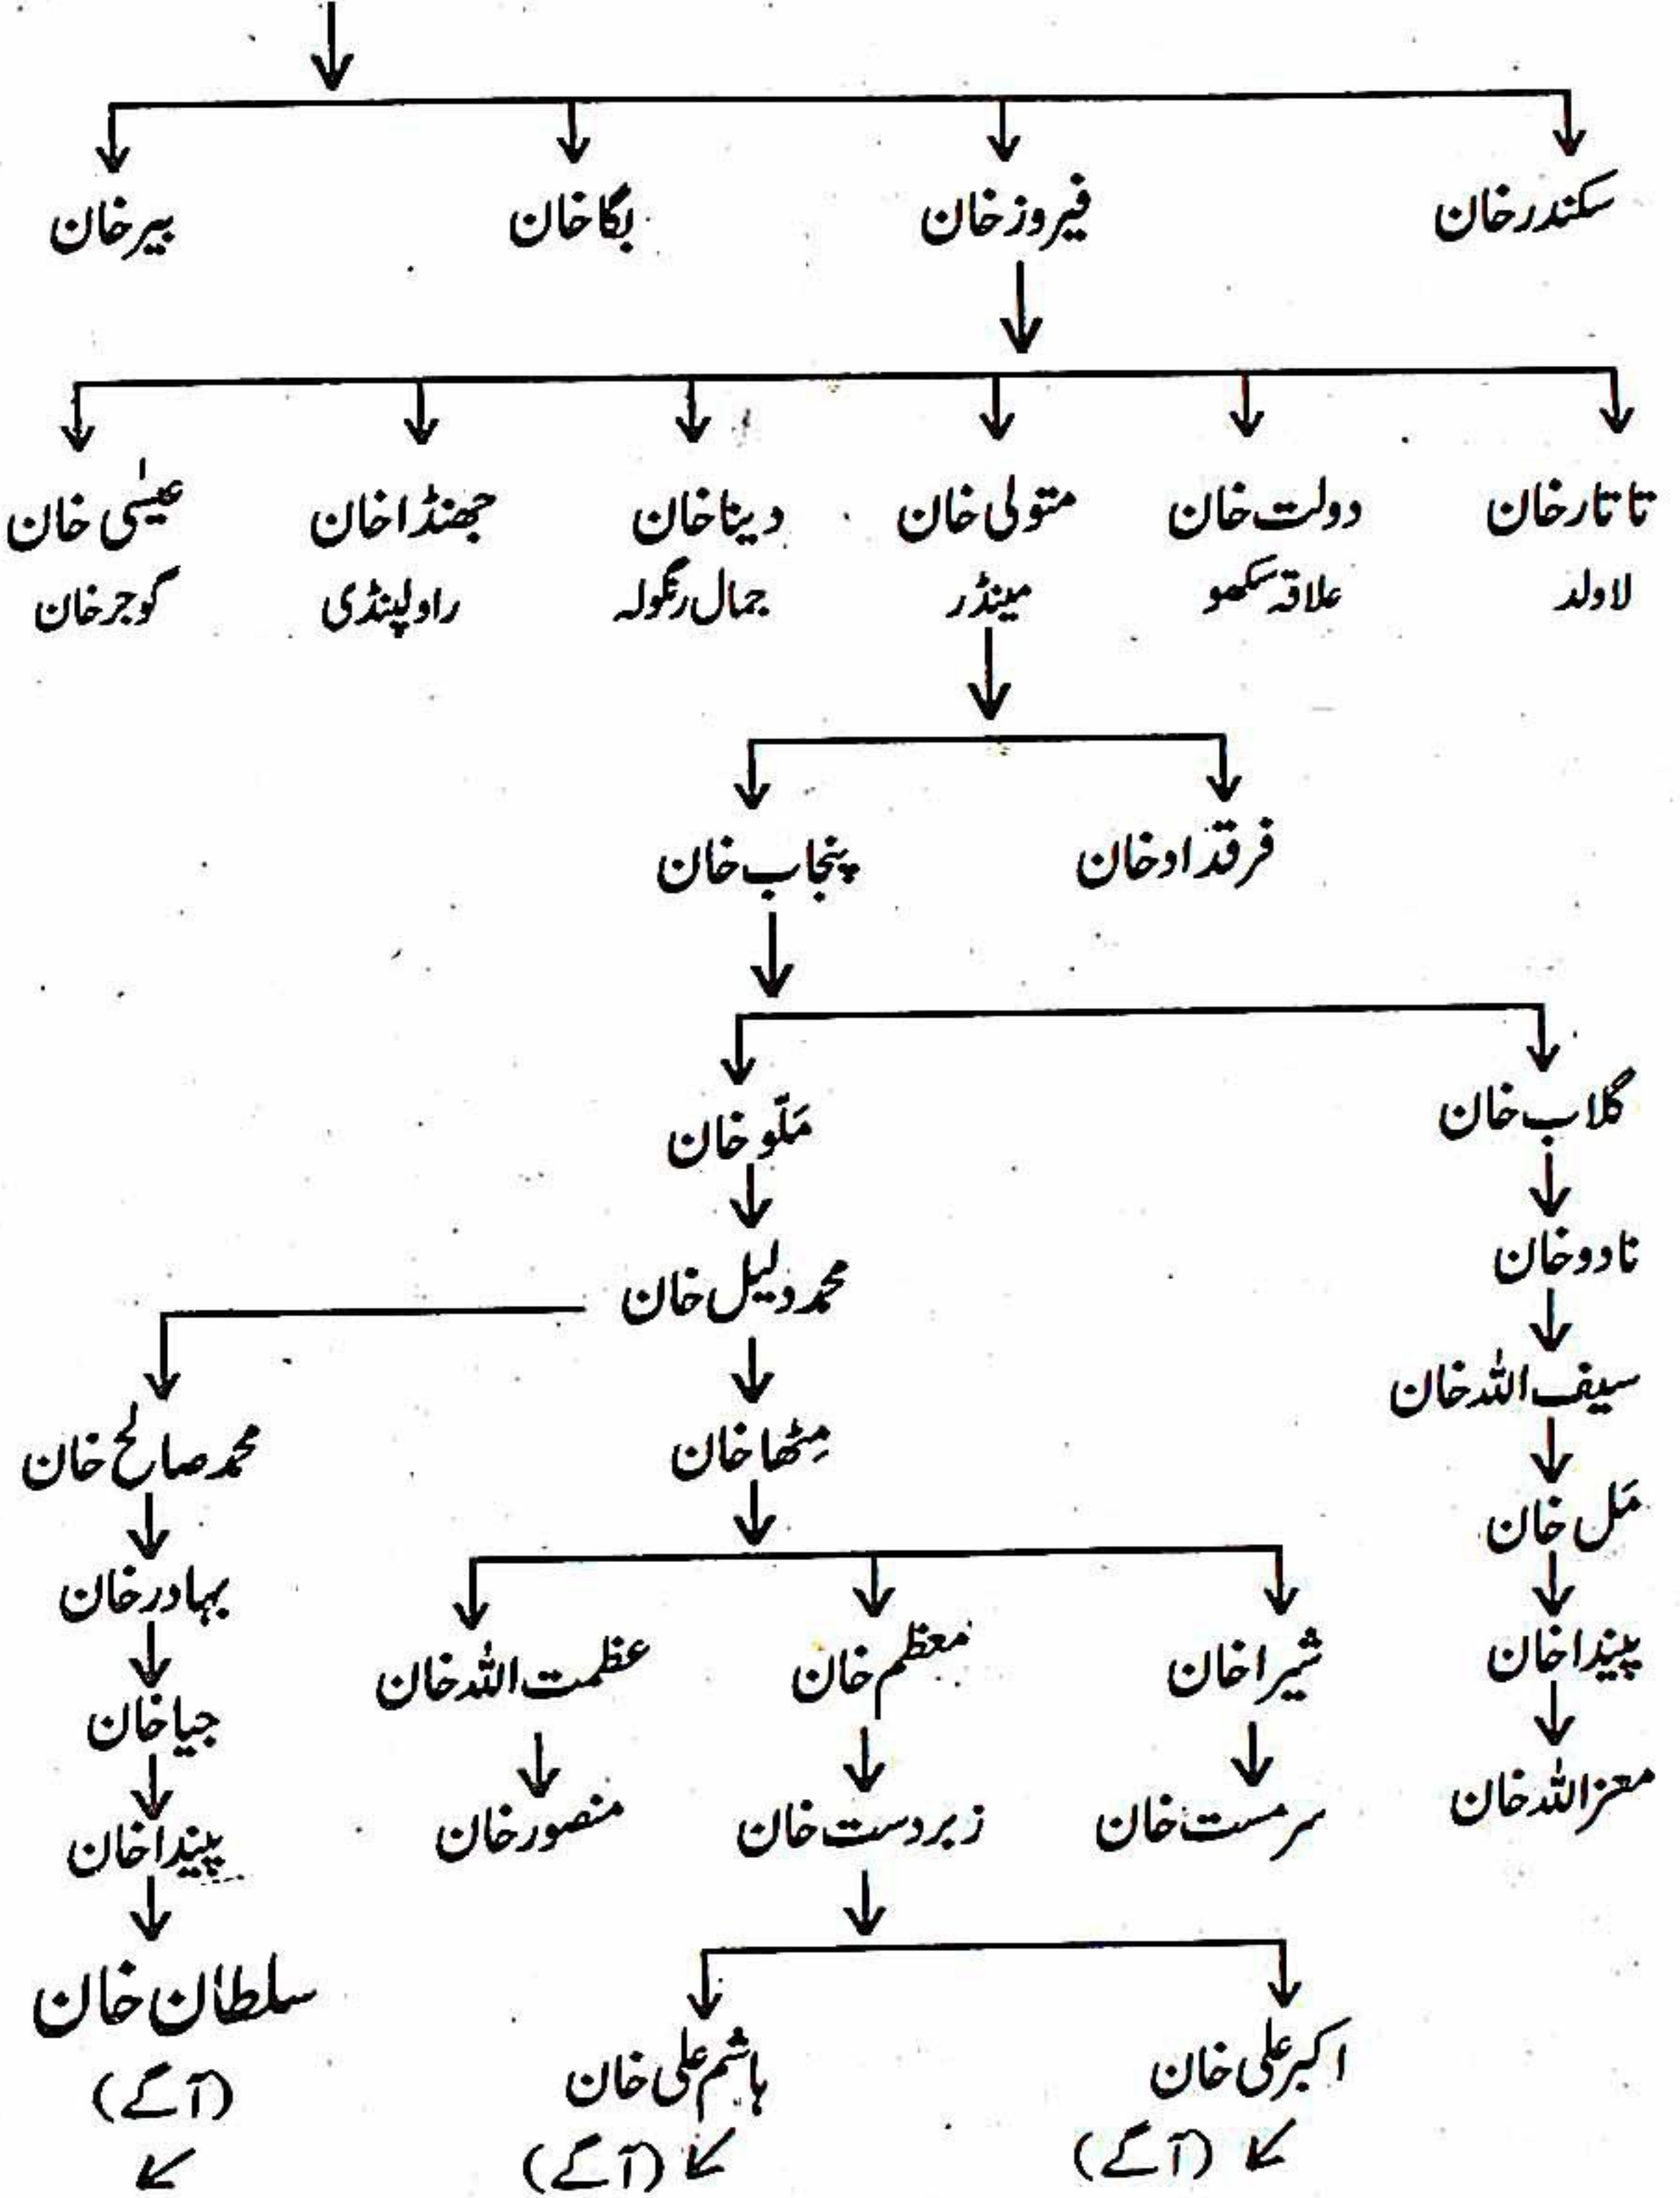 سکندر خان فیروز خان بگا خان بیر خان
تاتار خان دولت خان متولی خان دینا خان جھنڈا خان عیسٰی خان
لاولد علاقہ سکھو مینڈر جمال رنگولہ راولپنڈی گوجر خان
فرقداد خان پنجاب خان
گلاب خان مَلّو خان
نادو خان محمد دلیل خان
سیف اللہ خان مِٹھا خان محمد صالح خان
مَل خان بہادر خان
پیندا خان شیرا خان معظم خان عظمت اللہ خان جیا خان
معز اللہ خان سرمست خان زبردست خان منصور خان پیندا خان
سلطان خان
اکبر علی خان ہاشم علی خان (آگے)
(آگے) (آگے)